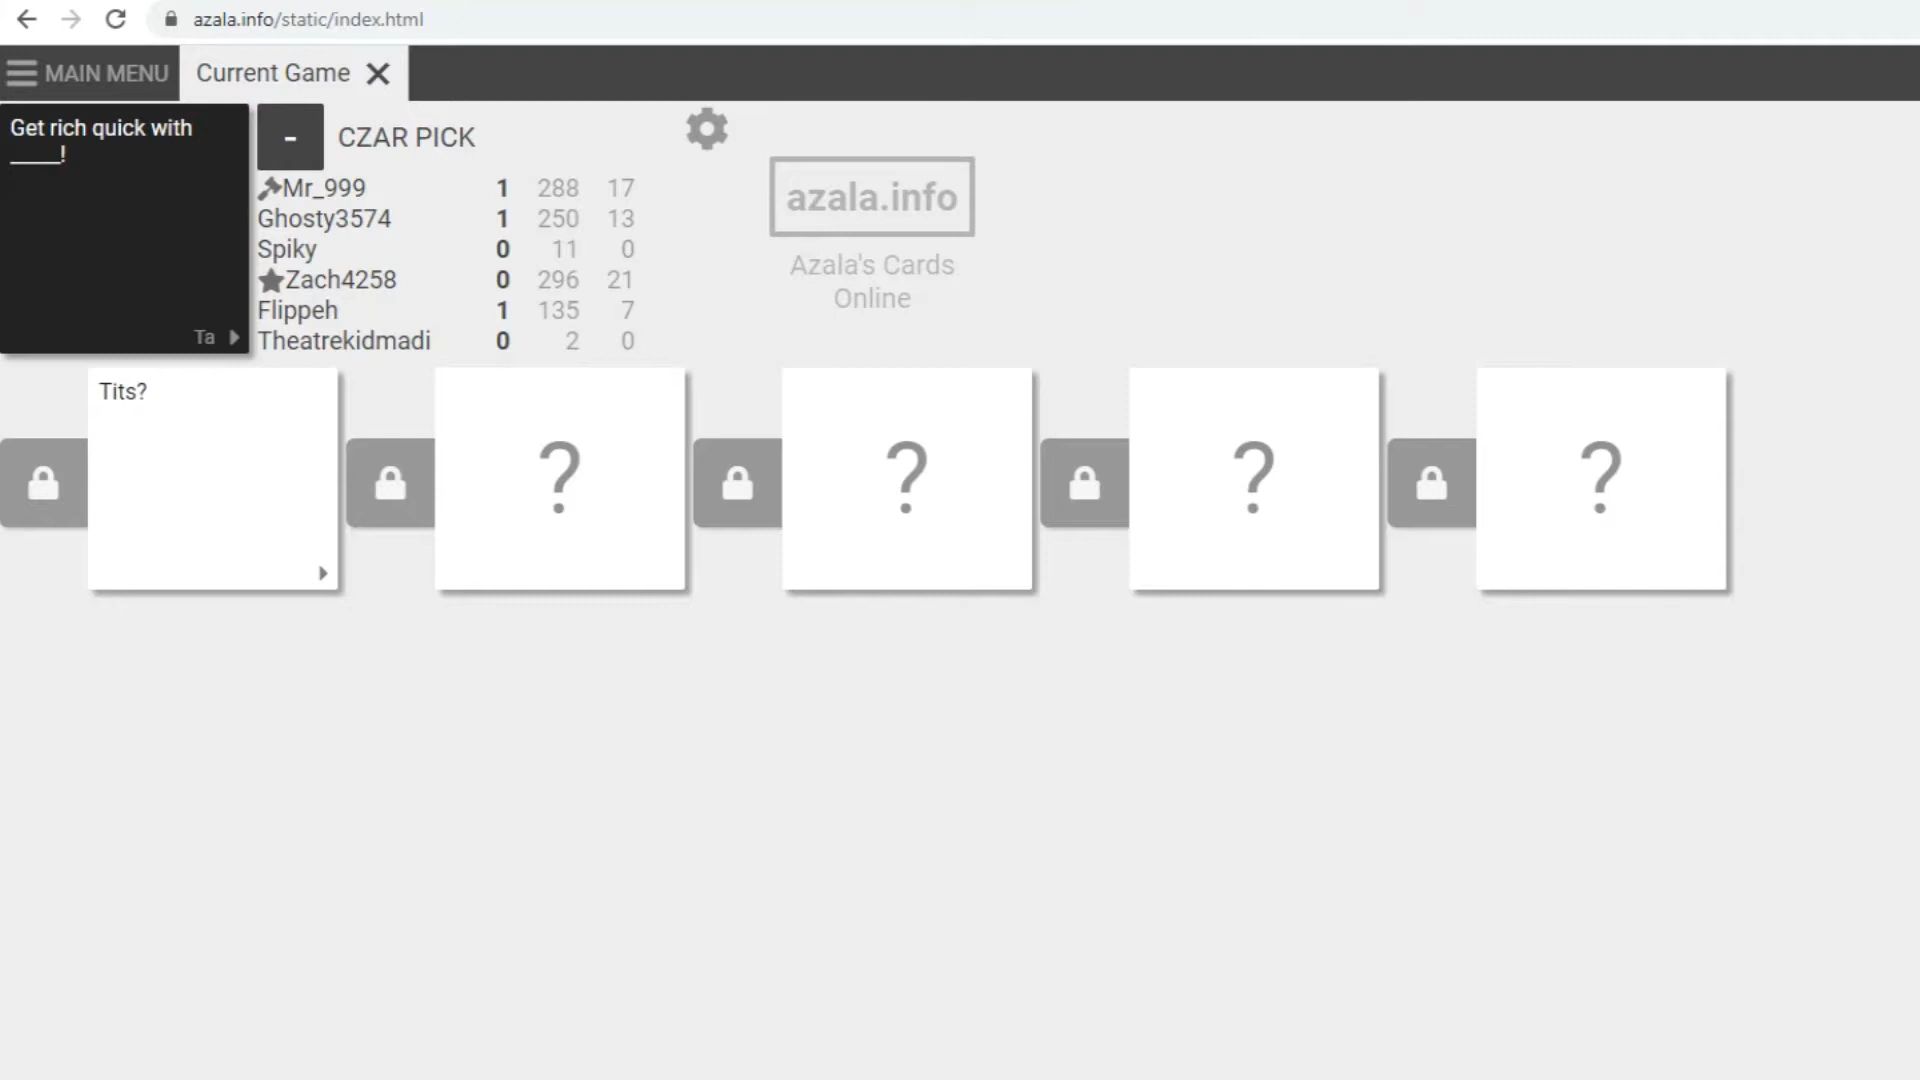 azala.info/static/index.html
MAIN MENU
Current Game
Get rich quick with
_____!
Ta
-
CZAR PICK
Mr_999 1 288 17
Ghosty3574 1 250 13
Spiky 0 11 0
Zach4258 0 296 21
Flippeh 1 135 7
Theatrekidmadi 0 2 0
azala.info
Azala's Cards
Online
Tits?
?
?
?
?